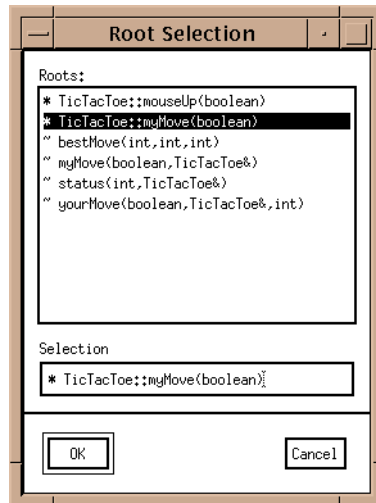 Root Selection
Roots:
* TicTacToe::mouseUp(boolean)
* TicTacToe::myMove(boolean)
~ bestMove(int,int,int)
~ myMove(boolean,TicTacToe&)
~ status(int,TicTacToe&)
~ yourMove(boolean,TicTacToe&,int)
Selection
* TicTacToe::myMove(boolean)
OK
Cancel